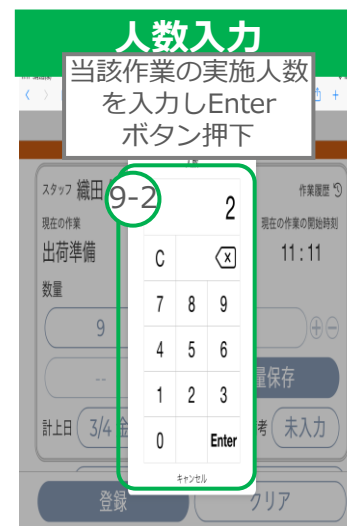 人数入力
当該作業の実施人数
を入力しEnter
ボタン押下
スタッフ 織田
9-2
2
作業履歴
現在の作業
現在の作業の開始時刻
出荷準備
11:11
C
数量
7 8 9
9
4 5 6
--
量保存
1 2 3
計上日 3/4 金
考 未入力
0 Enter
キャンセル
登録
クリア